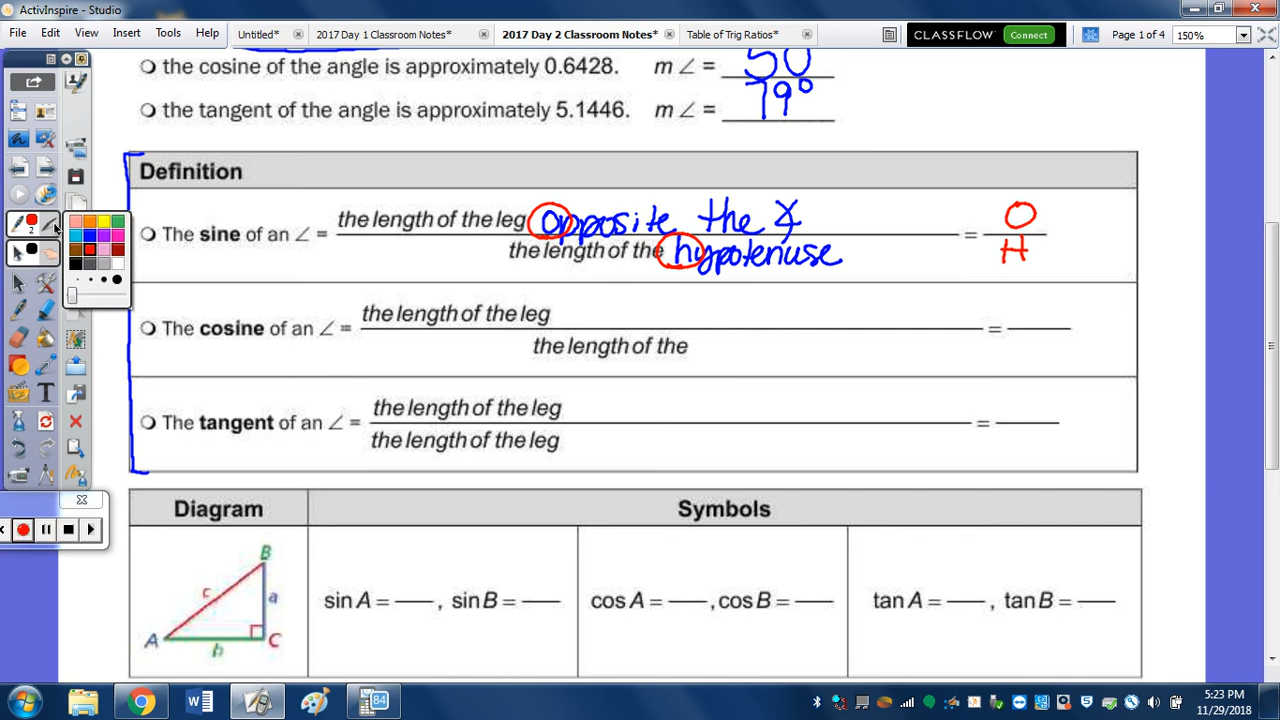 ActivInspire - Studio
File Edit View Insert Tools Help
Untitled* 2017 Day 1 Classroom Notes* 2017 Day 2 Classroom Notes* Table of Trig Ratios*
CLASSFLOW Connect
Page 1 of 4 150%
the cosine of the angle is approximately 0.6428. m ∠ = 50
the tangent of the angle is approximately 5.1446. m ∠ = 79°
Definition
The sine of an ∠ = the length of the leg opposite the ∡ = O
the length of the hypotenuse H
The cosine of an ∠ = the length of the leg =
the length of the
The tangent of an ∠ = the length of the leg =
the length of the leg
2
Diagram Symbols
B
c a
A C
b
sin A = , sin B =
cos A = , cos B =
tan A = , tan B =
84
5:23 PM
11/29/2018